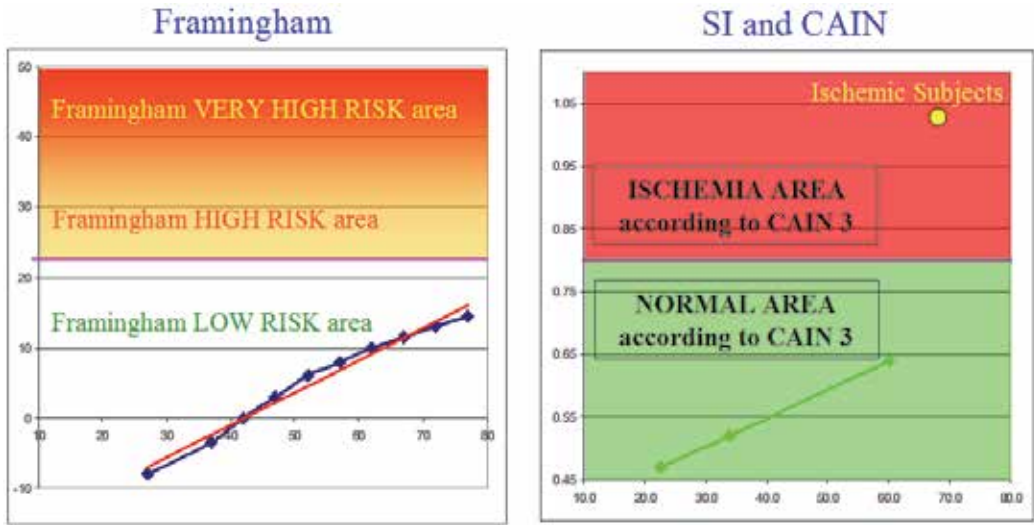 Framingham
50
Framingham VERY HIGH RISK area
40
30
Framingham HIGH RISK area
20
Framingham LOW RISK area
10
0
10 20 30 40 50 60 70 80
-10
SI and CAIN
1.05
Ischemic Subjects
0.95
ISCHEMIA AREA
according to CAIN 3
0.85
0.75
NORMAL AREA
according to CAIN 3
0.65
0.55
0.45
10.0 20.0 30.0 40.0 50.0 60.0 70.0 80.0